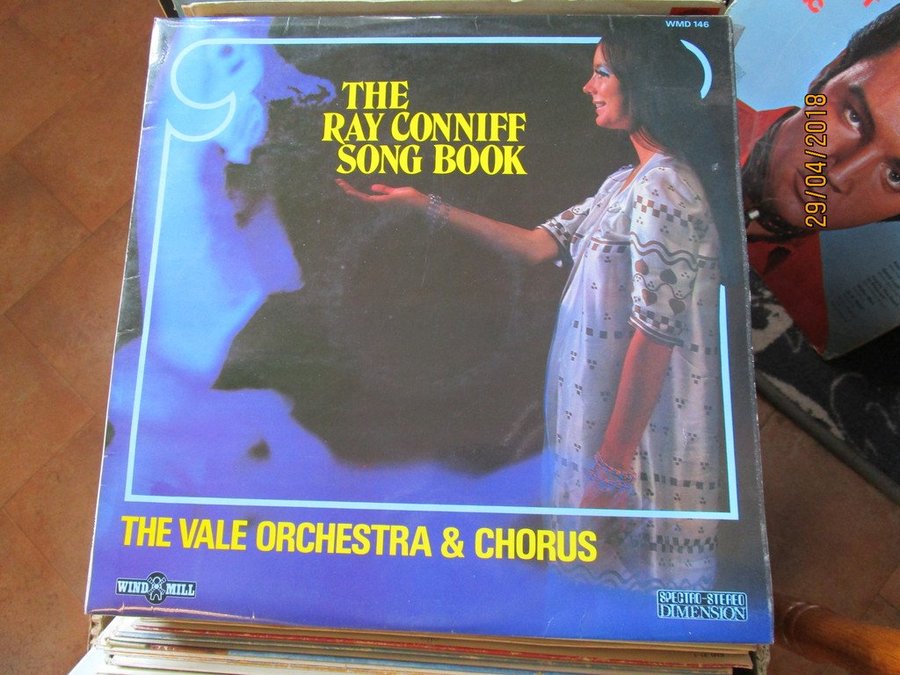 WMD 146
THE
RAY CONNIFF
SONG BOOK
THE VALE ORCHESTRA & CHORUS
WIND MILL
SPECTRO-STEREO
DIMENSION
29/04/2018